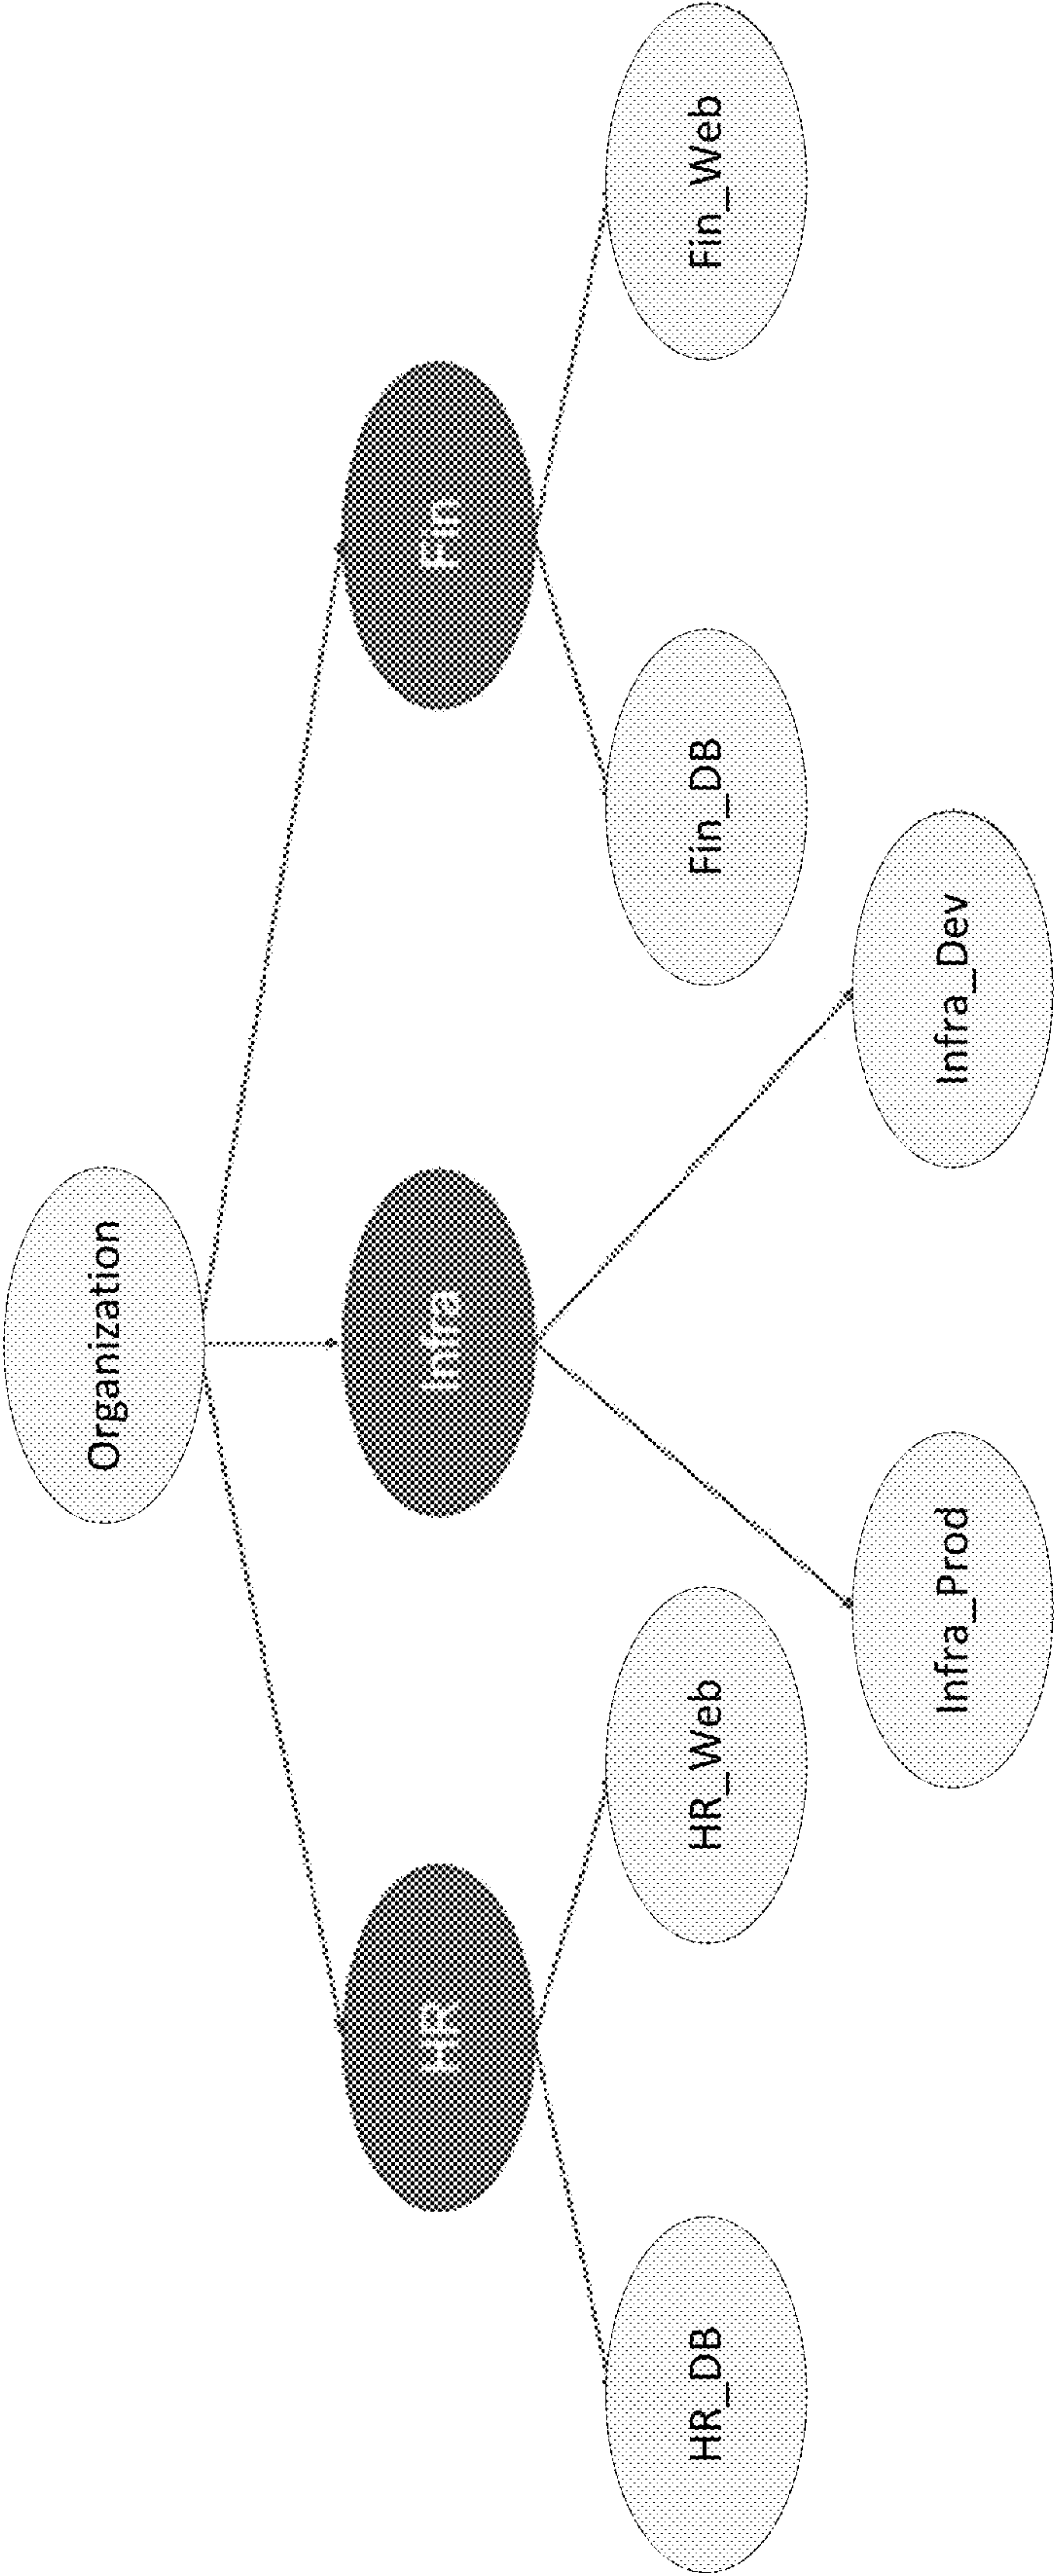 Organization
HR
Infra
Fin
HR_DB
HR_Web
Fin_DB
Fin_Web
Infra_Prod
Infra_Dev